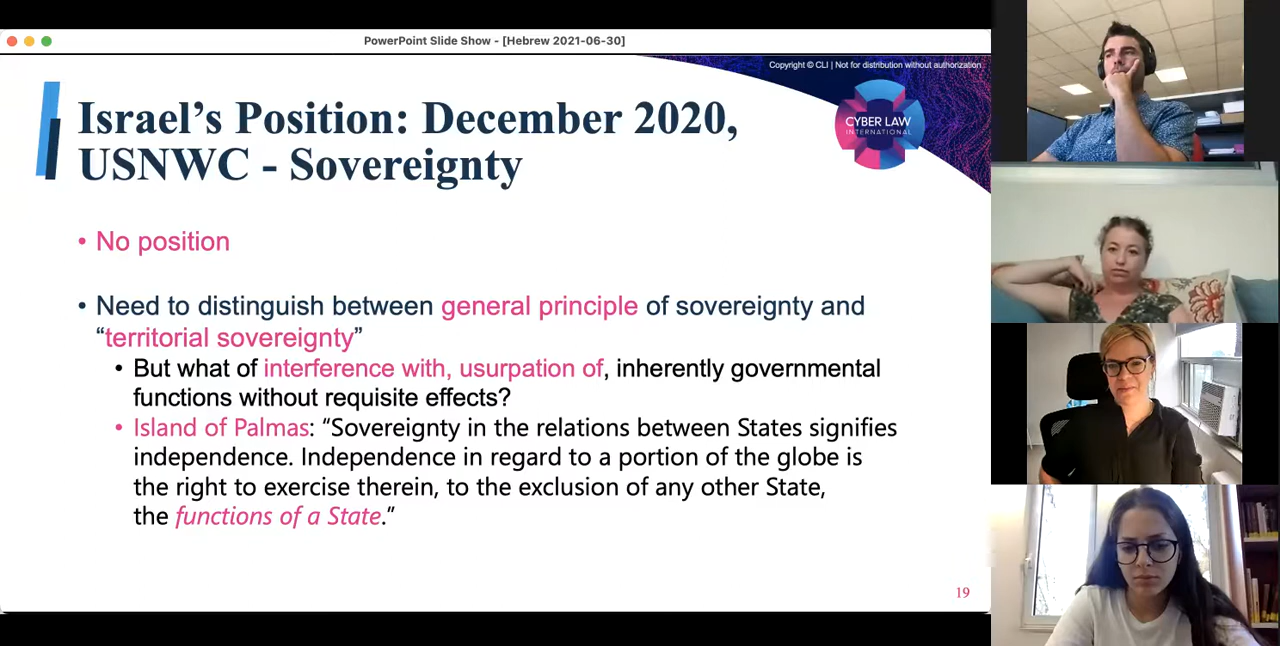 PowerPoint Slide Show - [Hebrew 2021-06-30]
Copyright © CLI | Not for distribution without authorization
CYBER LAW
INTERNATIONAL
Israel’s Position: December 2020,
USNWC - Sovereignty
• No position
• Need to distinguish between general principle of sovereignty and
“territorial sovereignty”
• But what of interference with, usurpation of, inherently governmental
functions without requisite effects?
• Island of Palmas: “Sovereignty in the relations between States signifies
independence. Independence in regard to a portion of the globe is
the right to exercise therein, to the exclusion of any other State,
the functions of a State.”
19